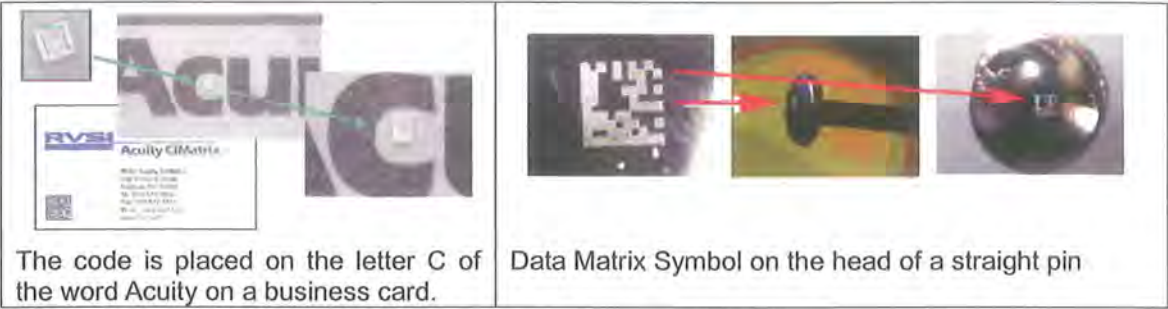 Acui
CU
RVSI
Acuity CiMatrix
The code is placed on the letter C of
the word Acuity on a business card.
Data Matrix Symbol on the head of a straight pin